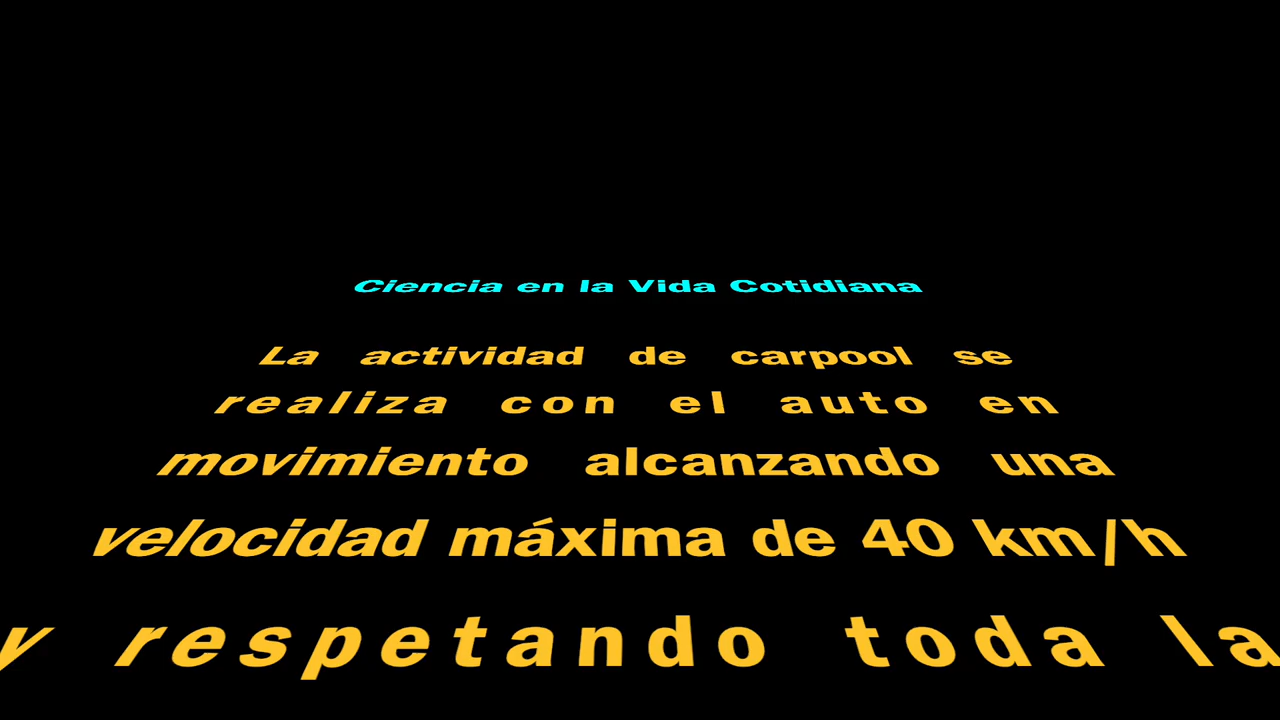 Ciencia en la Vida Cotidiana
La actividad de carpool se
realiza con el auto en
movimiento alcanzando una
velocidad máxima de 40 km/h
y respetando toda la